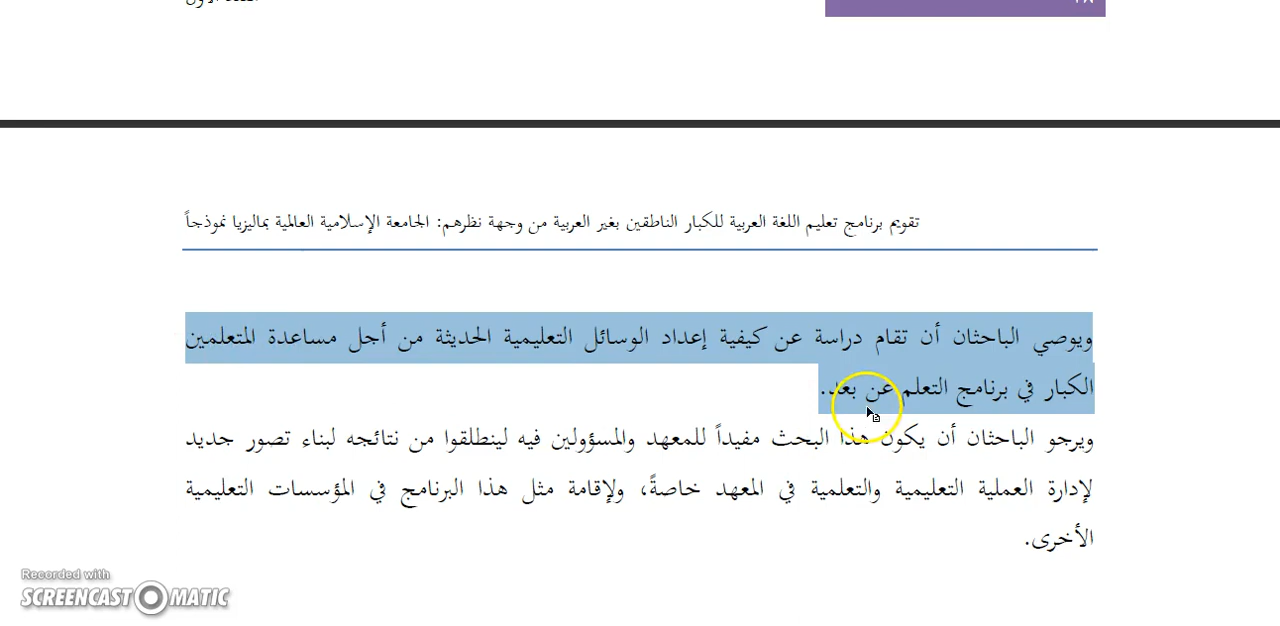 تقويم برنامج تعليم اللغة العربية للكبار الناطقين بغير العربية من وجهة نظرهم: الجامعة الإسلامية العالمية بماليزيا نموذجاً
ويوصي الباحثان أن تقام دراسة عن كيفية إعداد الوسائل التعليمية الحديثة من أجل مساعدة المتعلمين
الكبار في برنامج التعلم عن بعد.
ويرجو الباحثان أن يكون هذا البحث مفيداً للمعهد والمسؤولين فيه لينطلقوا من نتائجه لبناء تصور جديد
لإدارة العملية التعليمية والتعلمية في المعهد خاصةً، ولإقامة مثل هذا البرنامج في المؤسسات التعليمية
الأخرى.
Recorded with
SCREENCAST MATIC